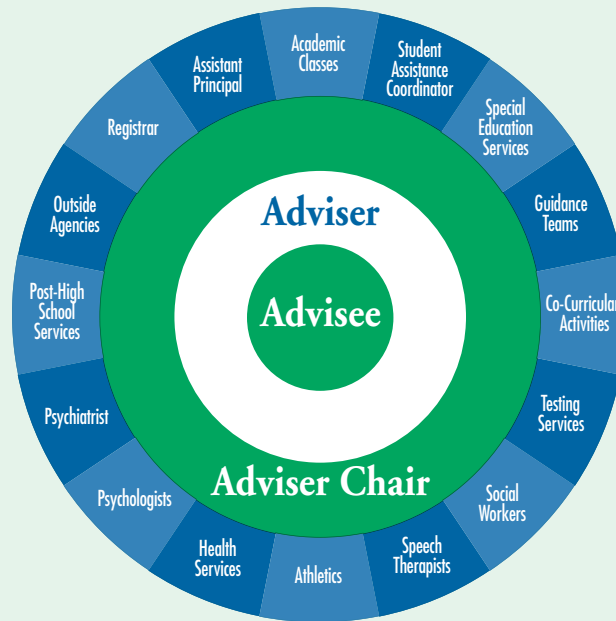 Academic
Classes
Student
Assistance
Coordinator
Special
Education
Services
Guidance
Teams
Co-Curricular
Activities
Testing
Services
Social
Workers
Speech
Therapists
Athletics
Health
Services
Psychologists
Psychiatrist
Post-High
School
Services
Outside
Agencies
Registrar
Assistant
Principal
Adviser
Advisee
Adviser Chair